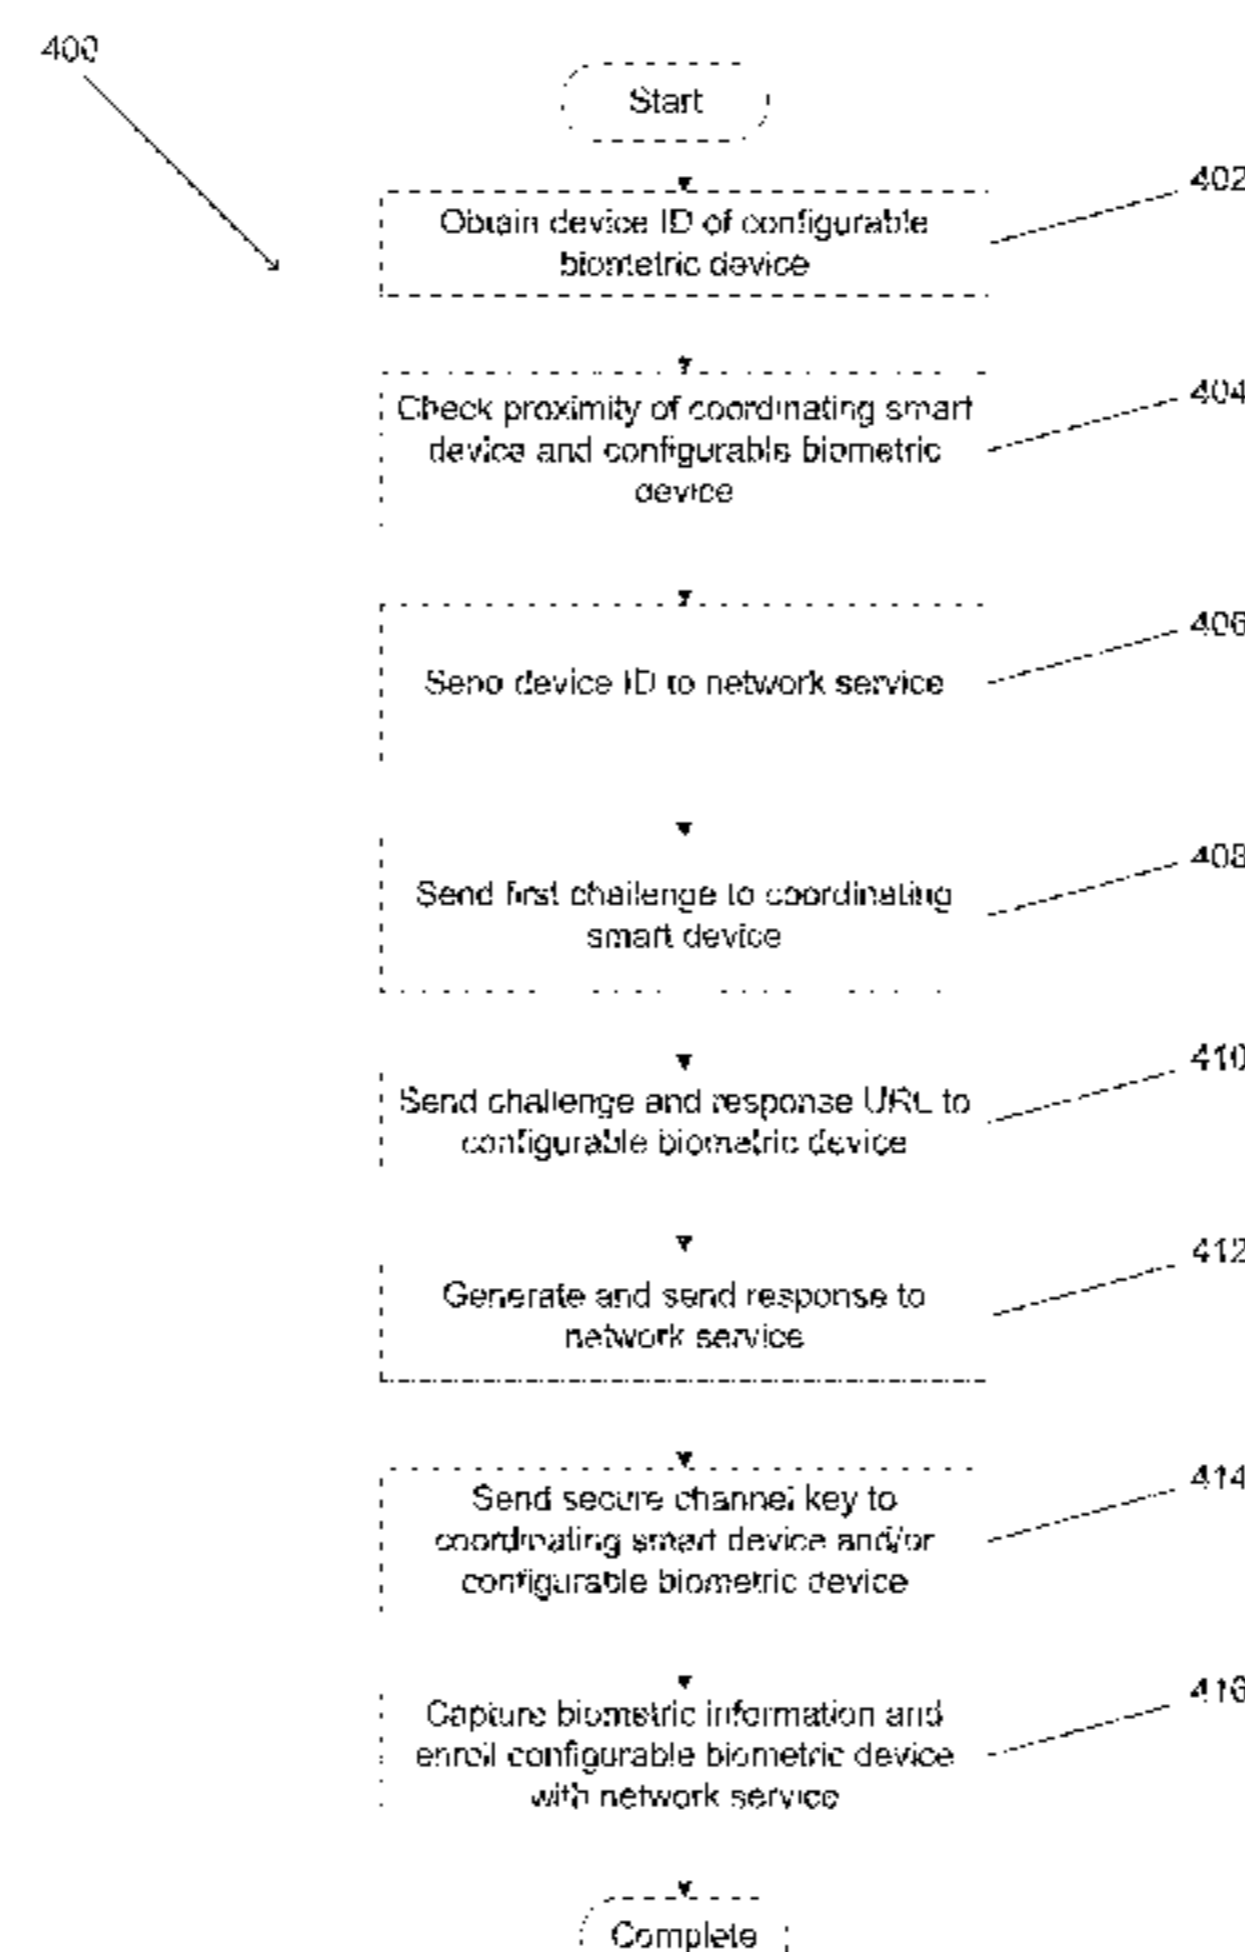 400
Start
402
Obtain device ID of configurable
biometric device
404
Check proximity of coordinating smart
device and configurable biometric
device
406
Send device ID to network service
408
Send first challenge to coordinating
smart device
410
Send challenge and response URL to
configurable biometric device
412
Generate and send response to
network service
414
Send secure channel key to
coordinating smart device and/or
configurable biometric device
416
Capture biometric information and
enroll configurable biometric device
with network service
Complete